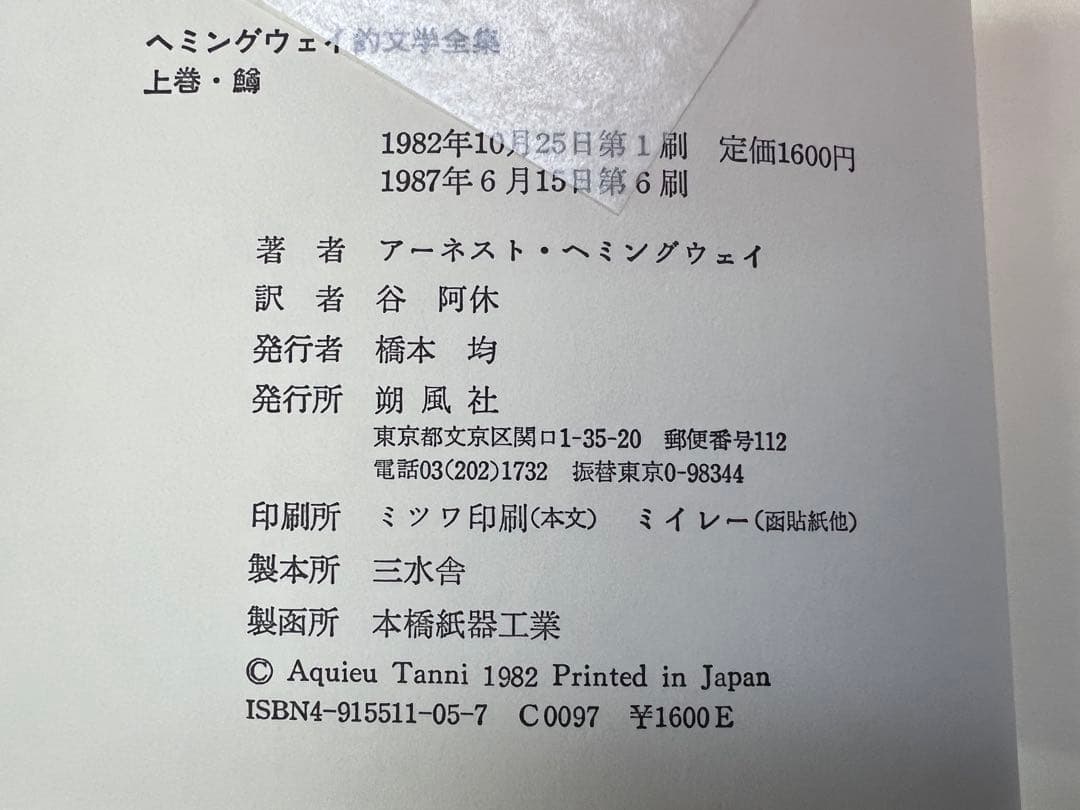 ヘミングウェイ釣文学全集
上巻・鱒
1982年10月25日第1刷 定価1600円
1987年6月15日第6刷
著 者 アーネスト・ヘミングウェイ
訳 者 谷 阿休
発行者 橋本 均
発行所 朔風社
東京都文京区関口1-35-20 郵便番号112
電話03(202)1732 振替東京0-98344
印刷所 ミツワ印刷(本文) ミイレー(函貼紙他)
製本所 三水舎
製函所 本橋紙器工業
© Aquieu Tanni 1982 Printed in Japan
ISBN4-915511-05-7 C0097 ¥1600E